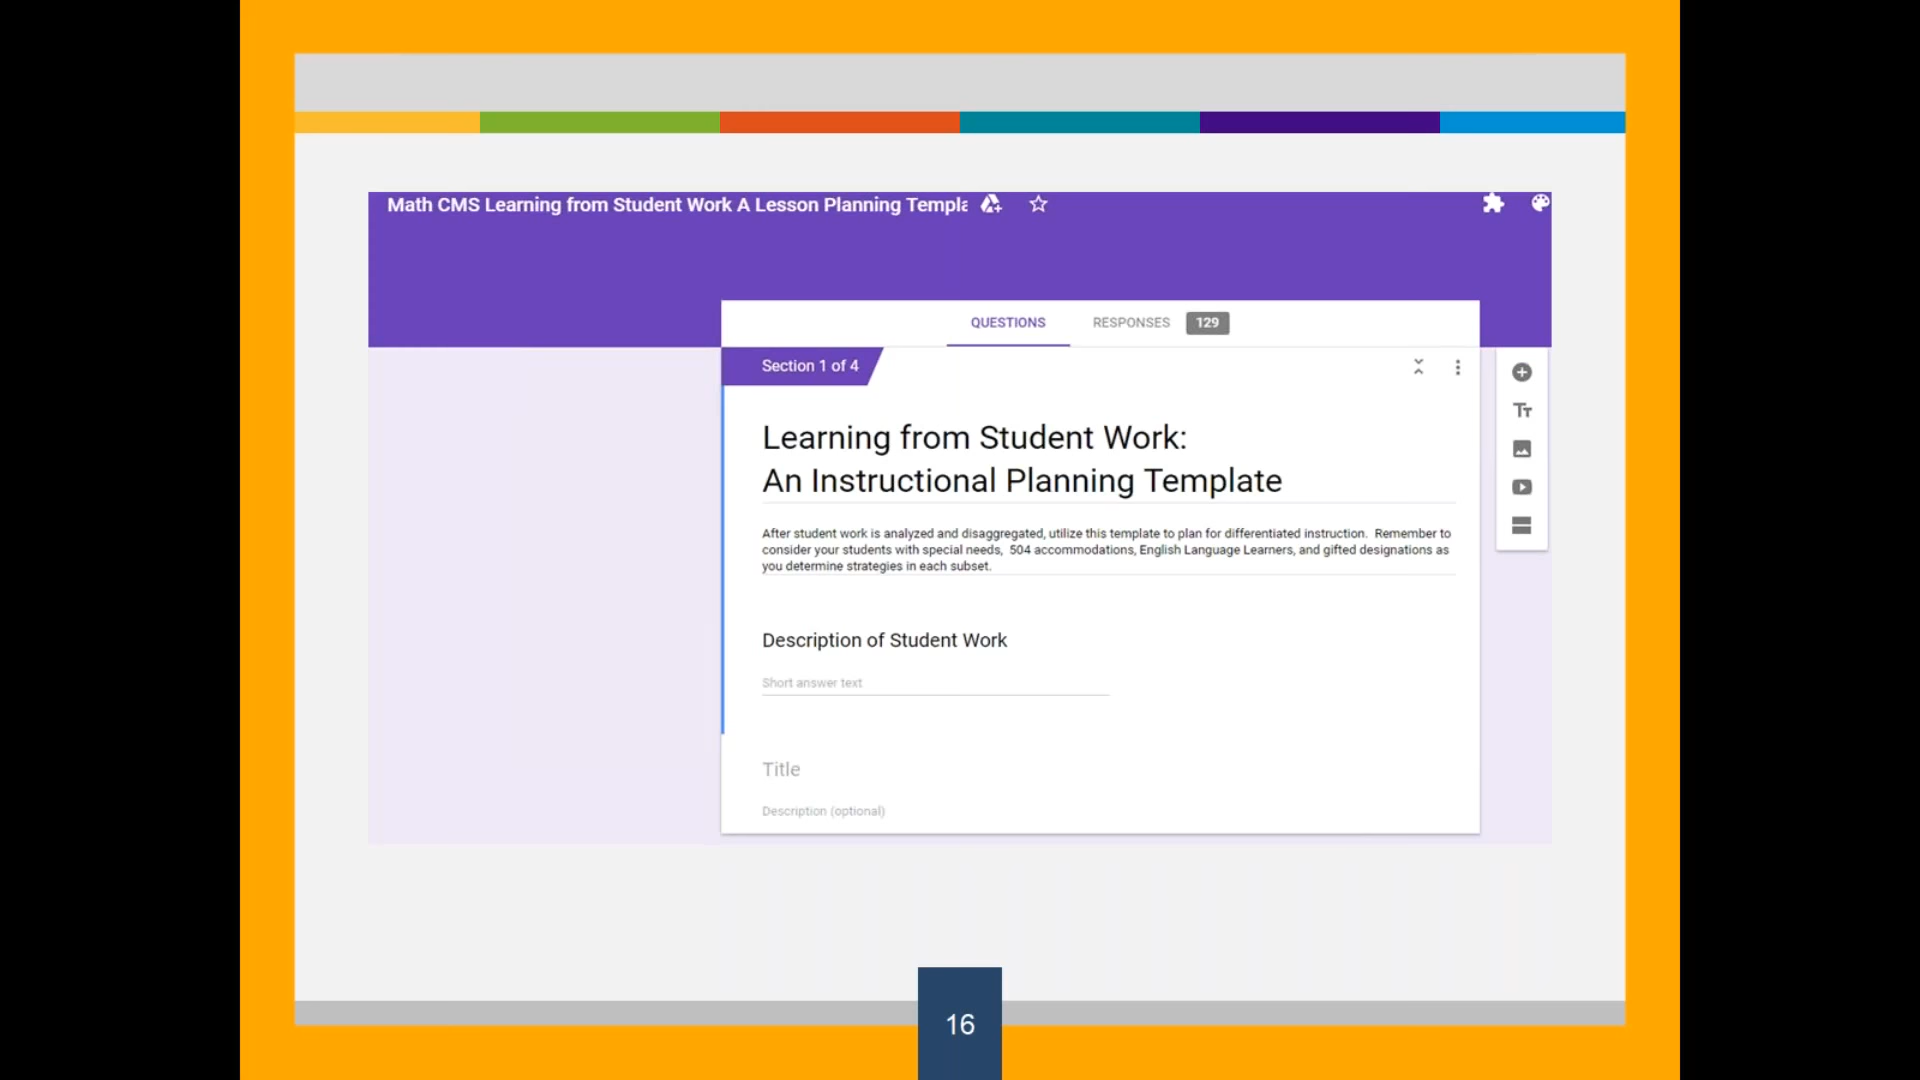 Math CMS Learning from Student Work A Lesson Planning Templa
QUESTIONS RESPONSES 129
Section 1 of 4
Tт
Learning from Student Work:
An Instructional Planning Template
After student work is analyzed and disaggregated, utilize this template to plan for differentiated instruction.  Remember to
consider your students with special needs,  504 accommodations, English Language Learners, and gifted designations as
you determine strategies in each subset.
Description of Student Work
Short answer text
Title
Description (optional)
16